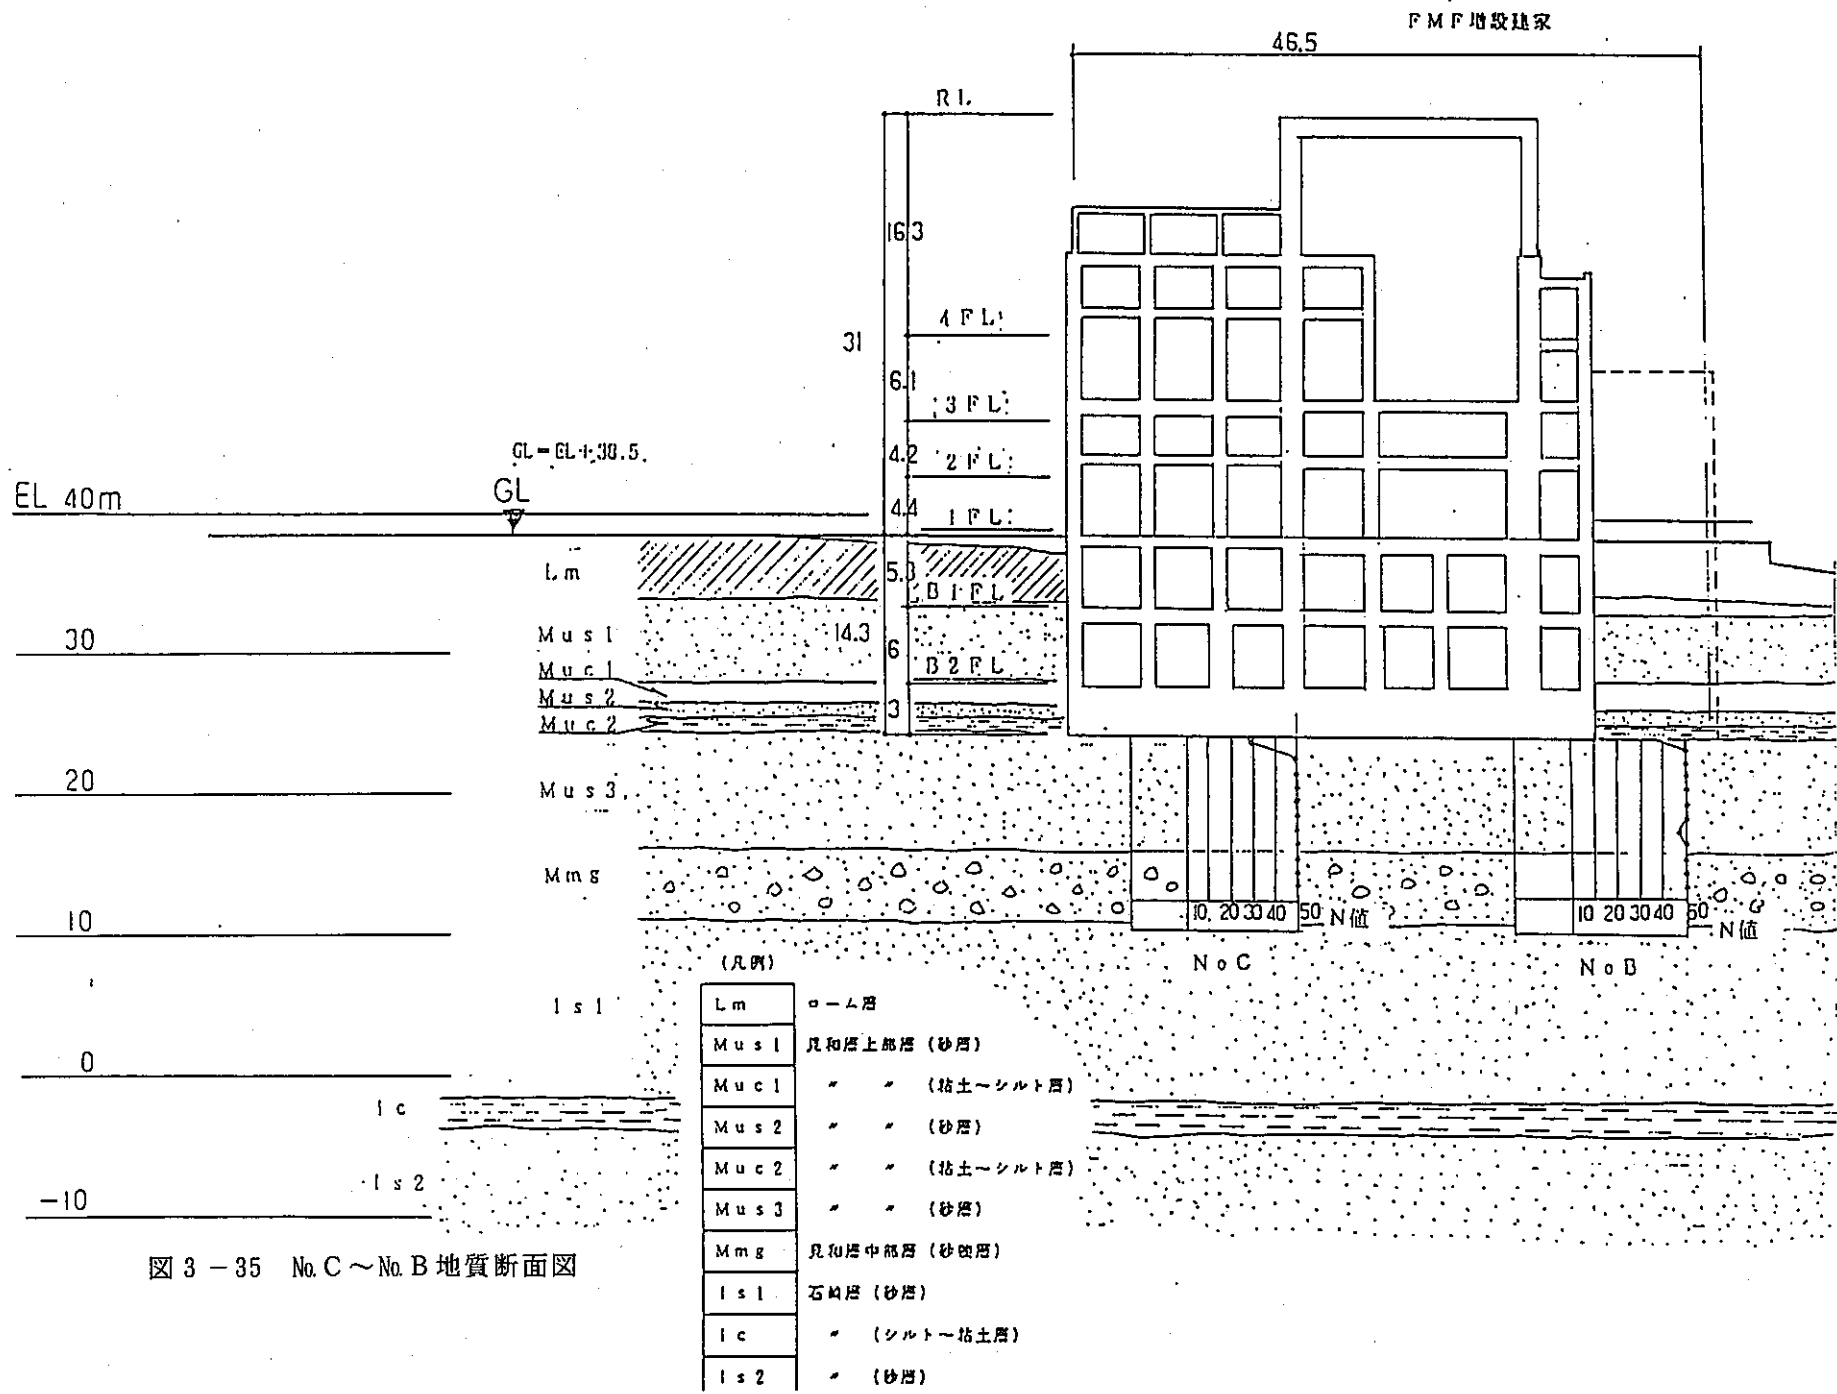 FMF増設建家
46.5
RL
16.3
4FL
31
6.1
3FL
GL=EL+38.5
4.2
2FL
EL 40m
GL
4.4
1FL
Lm
B1FL
30
Mus1
14.3
6
Muc1
B2FL
Mus2
3
Muc2
20
Mus3
Mmg
10
10 20 30 40 50
N値
10 20 30 40 50
N値
NoC
NoB
(凡例)
Is1
Lm ローム層
Mus1 見和層上部層 (砂層)
0
Muc1 〃 〃 (粘土～シルト層)
Ic
Mus2 〃 〃 (砂層)
Muc2 〃 〃 (粘土～シルト層)
Is2
-10
Mus3 〃 〃 (砂層)
Mmg 見和層中部層 (砂礫層)
図3-35 No.C～No.B地質断面図
Is1 石崎層 (砂層)
Ic 〃 (シルト～粘土層)
Is2 〃 (砂層)